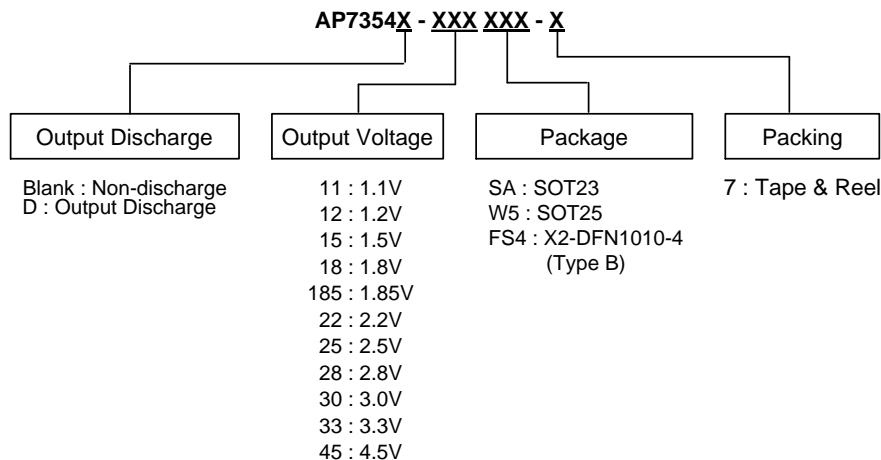 AP7354X - XXX XXX - X
Output Discharge
Blank : Non-discharge
D : Output Discharge
Output Voltage
11 : 1.1V
12 : 1.2V
15 : 1.5V
18 : 1.8V
185 : 1.85V
22 : 2.2V
25 : 2.5V
28 : 2.8V
30 : 3.0V
33 : 3.3V
45 : 4.5V
Package
SA : SOT23
W5 : SOT25
FS4 : X2-DFN1010-4
(Type B)
Packing
7 : Tape & Reel